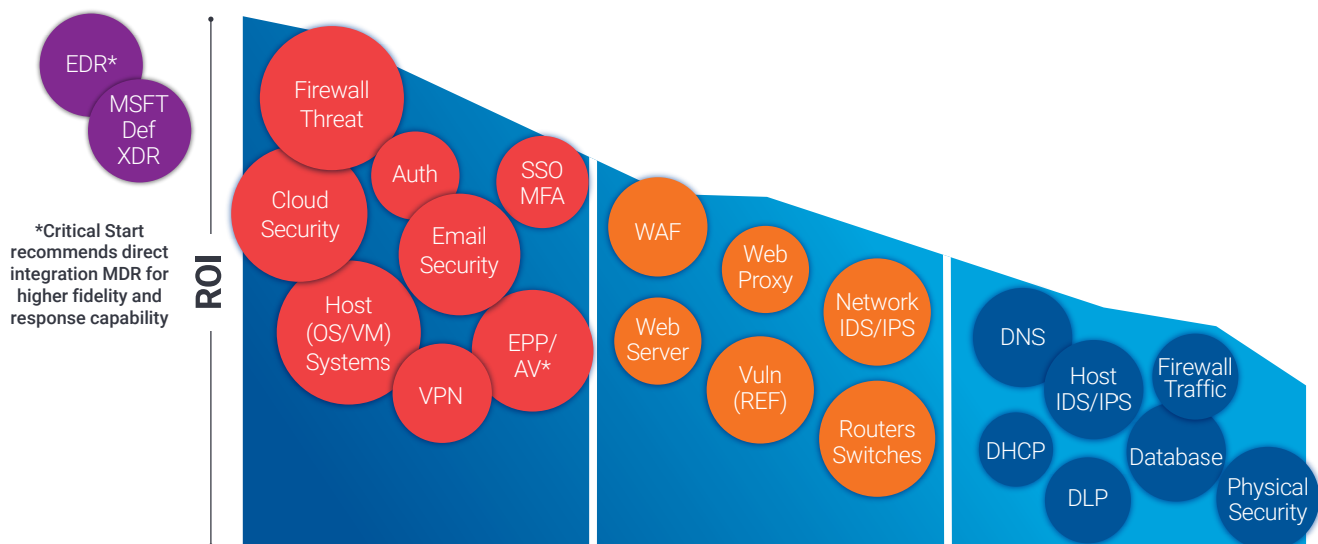 EDR*
MSFT
Def
XDR
*Critical Start
recommends direct
integration MDR for
higher fidelity and
response capability
ROI
Firewall
Threat
Auth
SSO
MFA
Cloud
Security
Email
Security
Host
(OS/VM)
Systems
EPP/
AV*
VPN
WAF
Web
Proxy
Network
IDS/IPS
Web
Server
Vuln
(REF)
Routers
Switches
DNS
Host
IDS/IPS
Firewall
Traffic
DHCP
Database
DLP
Physical
Security